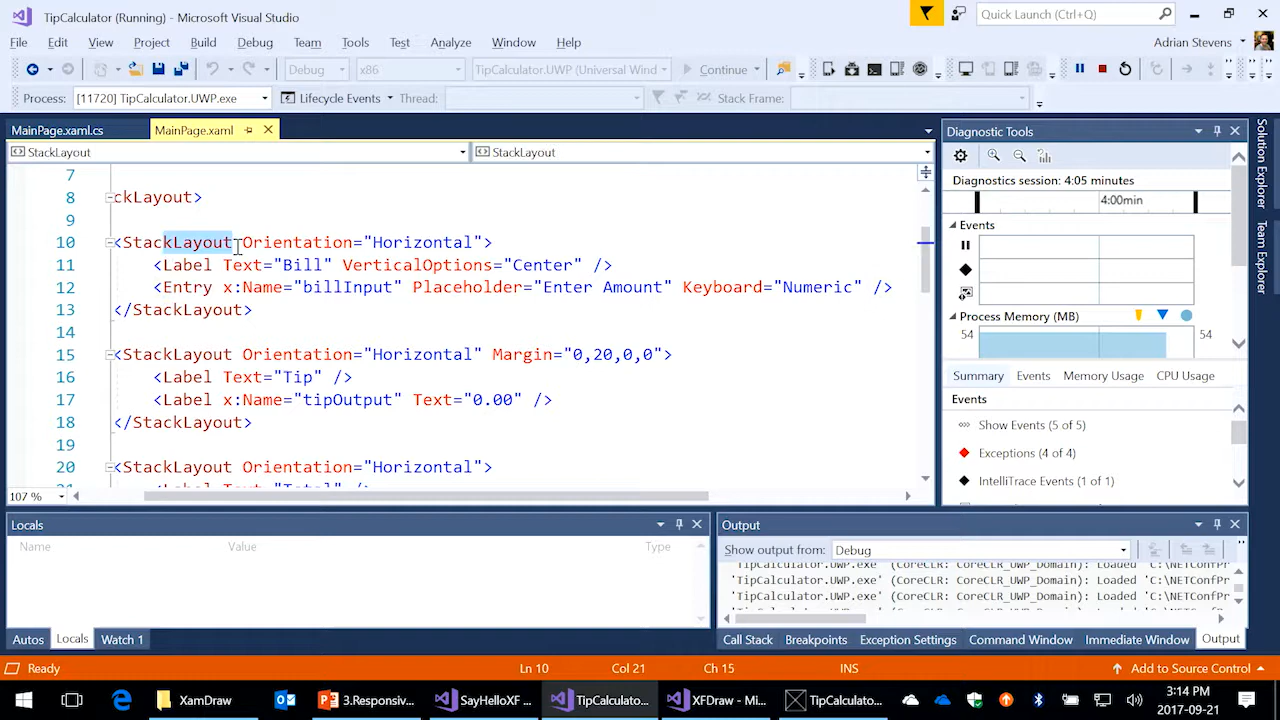 TipCalculator (Running) - Microsoft Visual Studio
Quick Launch (Ctrl+Q)
File Edit View Project Build Debug Team Tools Test Analyze Window Help
Adrian Stevens
Debug x86 TipCalculator.UWP (Universal Wind Continue
Process: [11720] TipCalculator.UWP.exe Lifecycle Events Thread: Stack Frame:
MainPage.xaml.cs MainPage.xaml
StackLayout StackLayout
7
8 ckLayout>
9
10 <StackLayout Orientation="Horizontal">
11 <Label Text="Bill" VerticalOptions="Center" />
12 <Entry x:Name="billInput" Placeholder="Enter Amount" Keyboard="Numeric" />
13 </StackLayout>
14
15 <StackLayout Orientation="Horizontal" Margin="0,20,0,0">
16 <Label Text="Tip" />
17 <Label x:Name="tipOutput" Text="0.00" />
18 </StackLayout>
19
20 <StackLayout Orientation="Horizontal">
21 <Label Text="Total" />
107 %
Diagnostic Tools
Diagnostics session: 4:05 minutes
4:00min
Events
Process Memory (MB)
54 54
Summary Events Memory Usage CPU Usage
Events
Show Events (5 of 5)
Exceptions (4 of 4)
IntelliTrace Events (1 of 1)
Solution Explorer
Team Explorer
Locals
Name Value Type
Autos Locals Watch 1
Output
Show output from: Debug
'TipCalculator.UWP.exe' (CoreCLR: CoreCLR_UWP_Domain): Loaded 'C:\NETConfPr
'TipCalculator.UWP.exe' (CoreCLR: CoreCLR_UWP_Domain): Loaded 'C:\NETConfPr
'TipCalculator.UWP.exe' (CoreCLR: CoreCLR_UWP_Domain): Loaded 'C:\NETConfPr
Call Stack Breakpoints Exception Settings Command Window Immediate Window Output
Ready Ln 10 Col 21 Ch 15 INS Add to Source Control
XamDraw 3.Responsiv... SayHelloXF ... TipCalculato... XFDraw - Mi... TipCalculato...
3:14 PM
2017-09-21